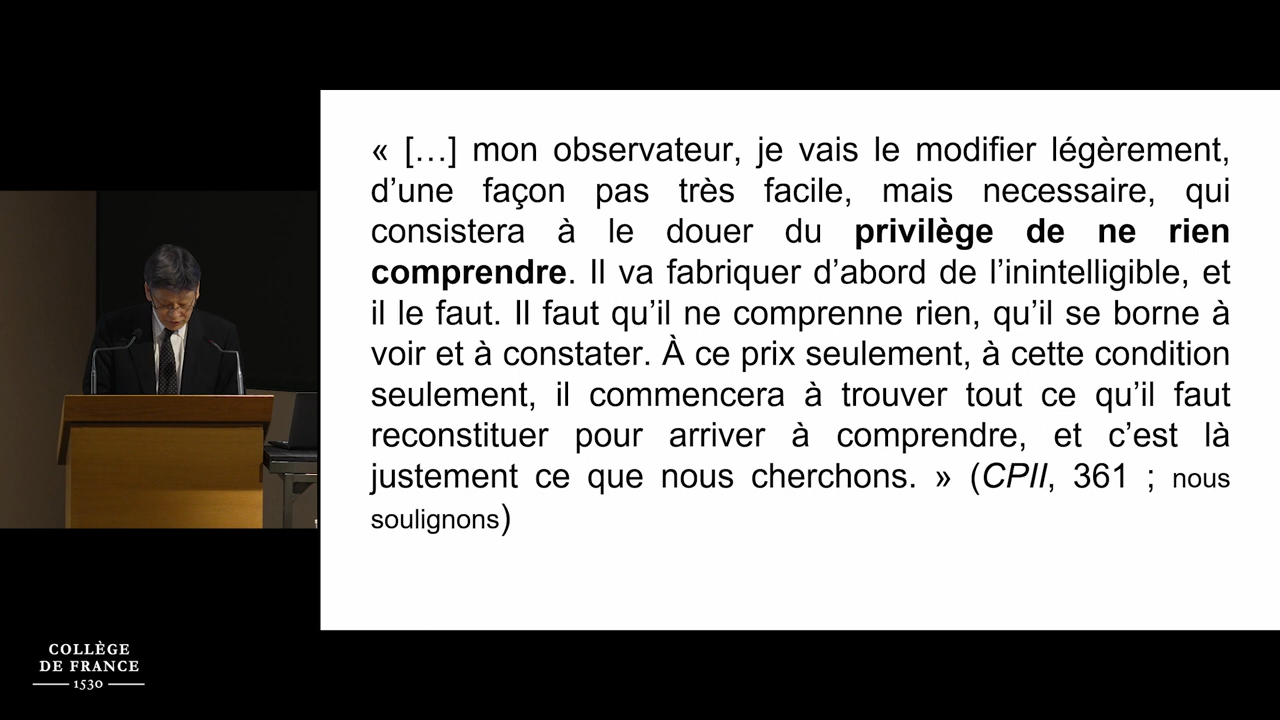 « […] mon observateur, je vais le modifier légèrement,
d’une façon pas très facile, mais necessaire, qui
consistera à le douer du privilège de ne rien
comprendre. Il va fabriquer d’abord de l’inintelligible, et
il le faut. Il faut qu’il ne comprenne rien, qu’il se borne à
voir et à constater. À ce prix seulement, à cette condition
seulement, il commencera à trouver tout ce qu’il faut
reconstituer pour arriver à comprendre, et c’est là
justement ce que nous cherchons. » (CPII, 361 ; nous
soulignons)
COLLÈGE
DE FRANCE
1530